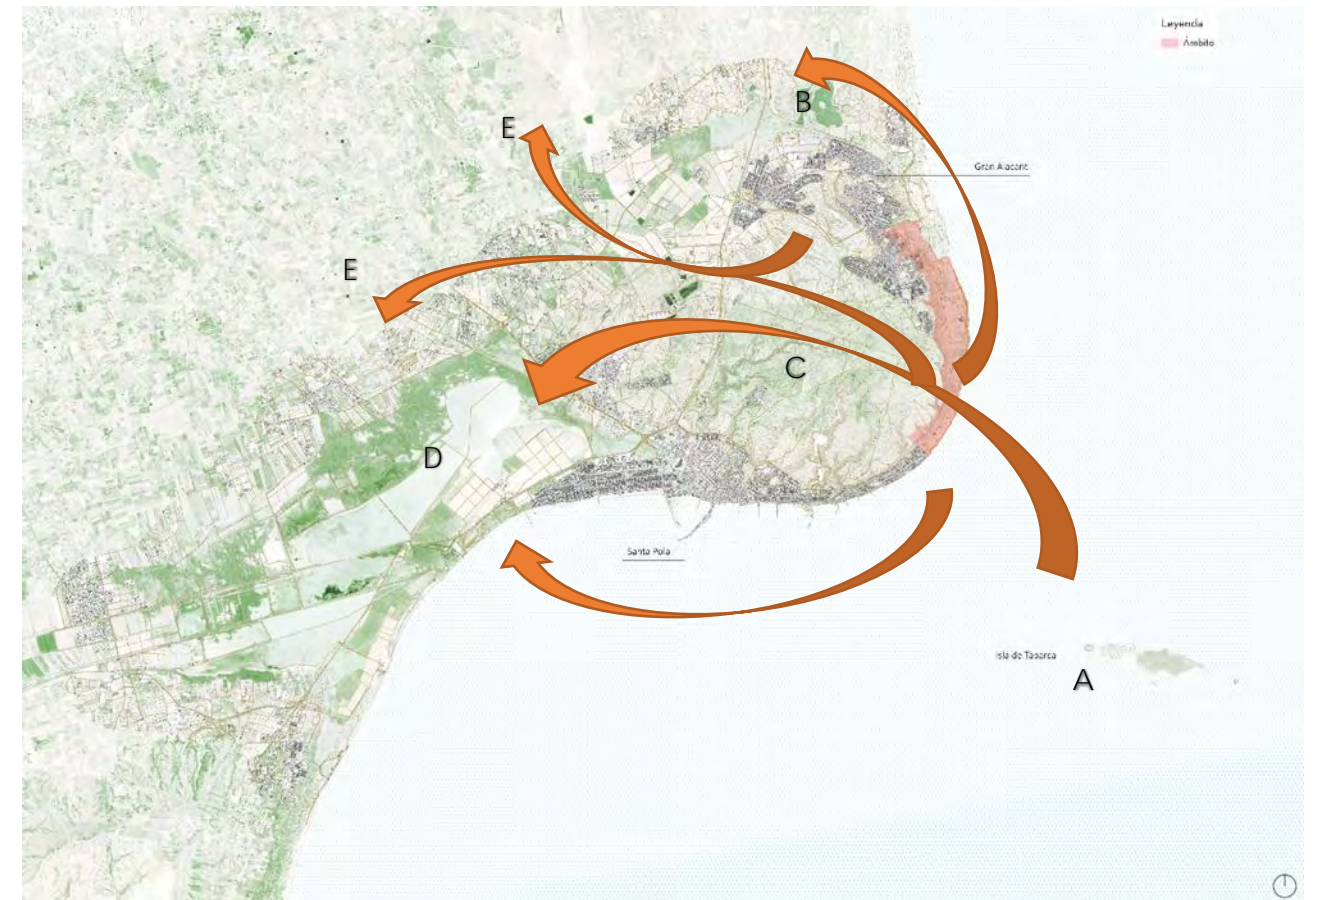 Leyenda
Ámbito
B
E
Gran Alacant
E
C
D
Santa Pola
Isla de Tabarca
A